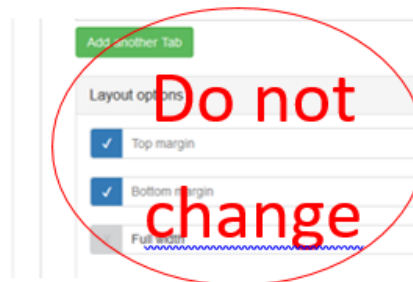 Add another Tab
Layout options
Do not
Top margin
Bottom margin
change
Full width